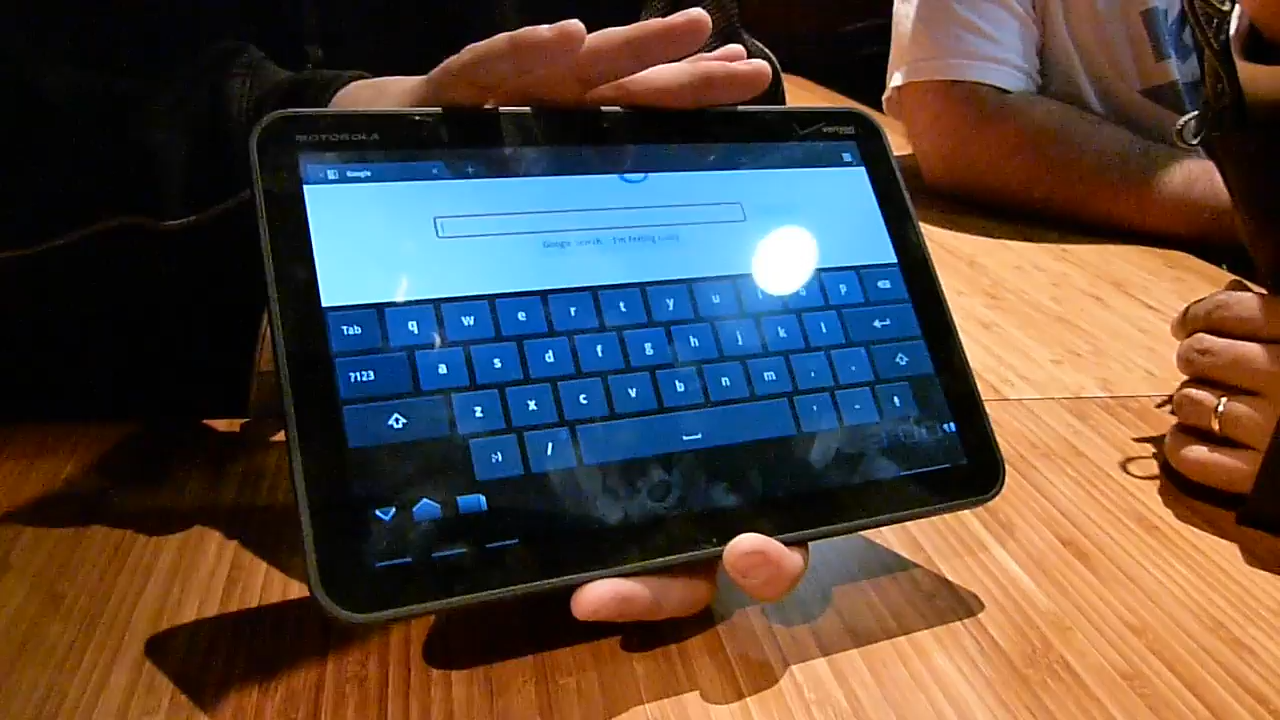 MOTOROLA verizon
Google × +
Google Search I'm Feeling Lucky
Tab q w e r t y u i p
?123 a s d f g h j k l
z x c v b n m , .
:-) / ' -